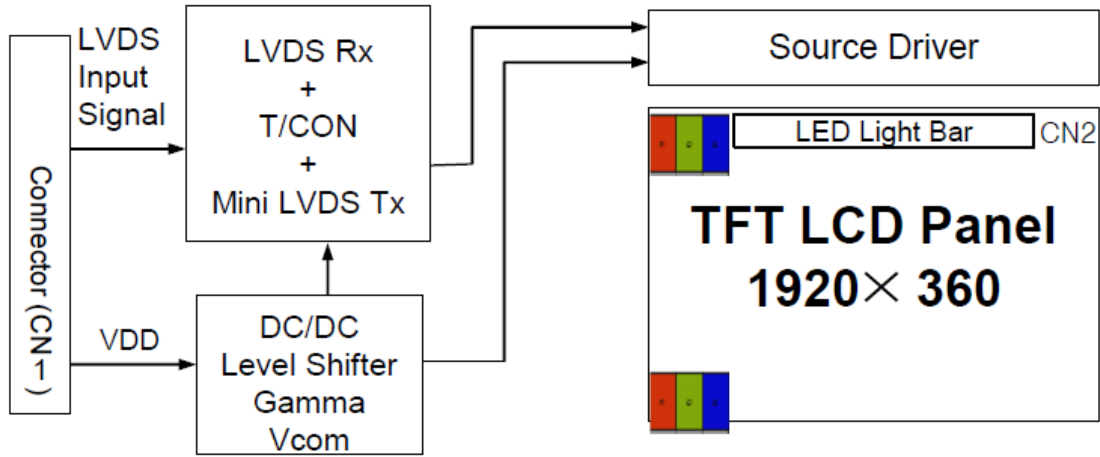 LVDS
Input
Signal
Connector (CN1)
VDD
LVDS Rx
+
T/CON
+
Mini LVDS Tx
DC/DC
Level Shifter
Gamma
Vcom
Source Driver
LED Light Bar
CN2
TFT LCD Panel
1920× 360